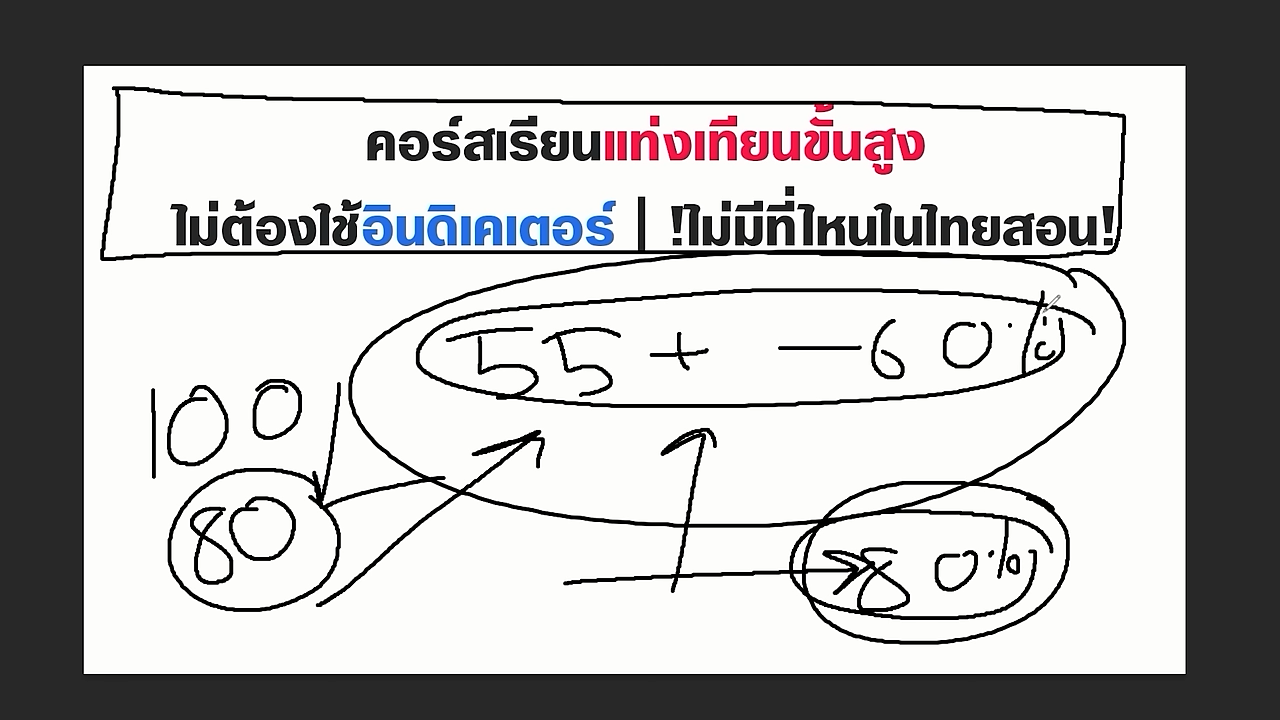 คอร์สเรียนแท่งเทียนขั้นสูง
ไม่ต้องใช้อินดิเคเตอร์ | !ไม่มีที่ไหนในไทยสอน!
55 + - 60%
100
80
80%